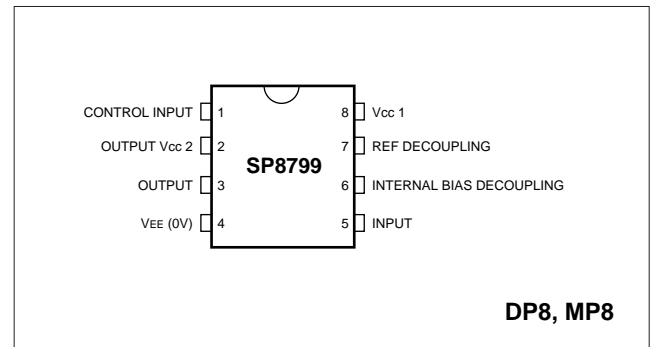 CONTROL INPUT 1
OUTPUT Vcc 2 2
OUTPUT 3
VEE (0V) 4
SP8799
8 Vcc 1
7 REF DECOUPLING
6 INTERNAL BIAS DECOUPLING
5 INPUT
DP8, MP8